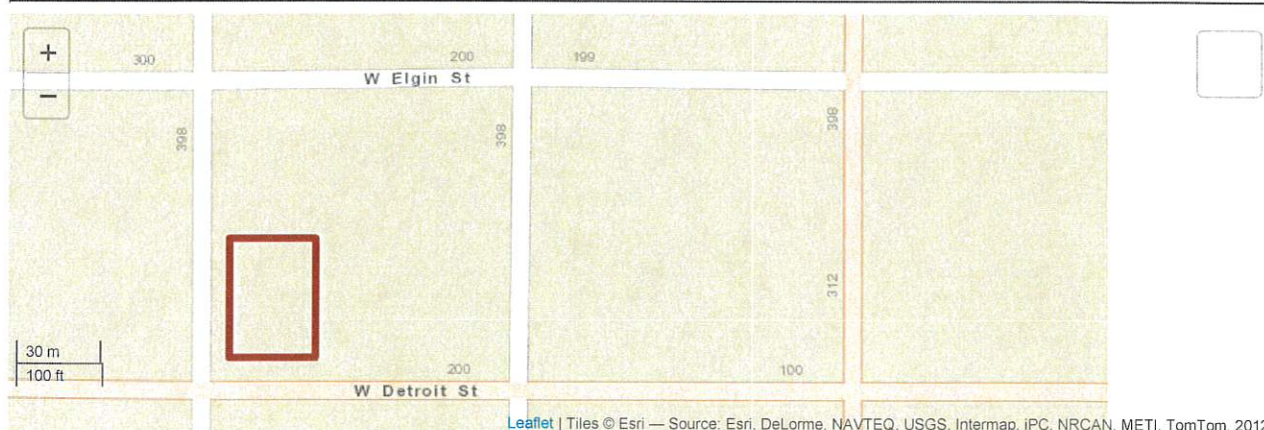 +
300
200
199
W Elgin St
−
398
398
398
312
30 m
100 ft
200
100
W Detroit St
Leaflet | Tiles © Esri — Source: Esri, DeLorme, NAVTEQ, USGS, Intermap, iPC, NRCAN, METI, TomTom, 2012